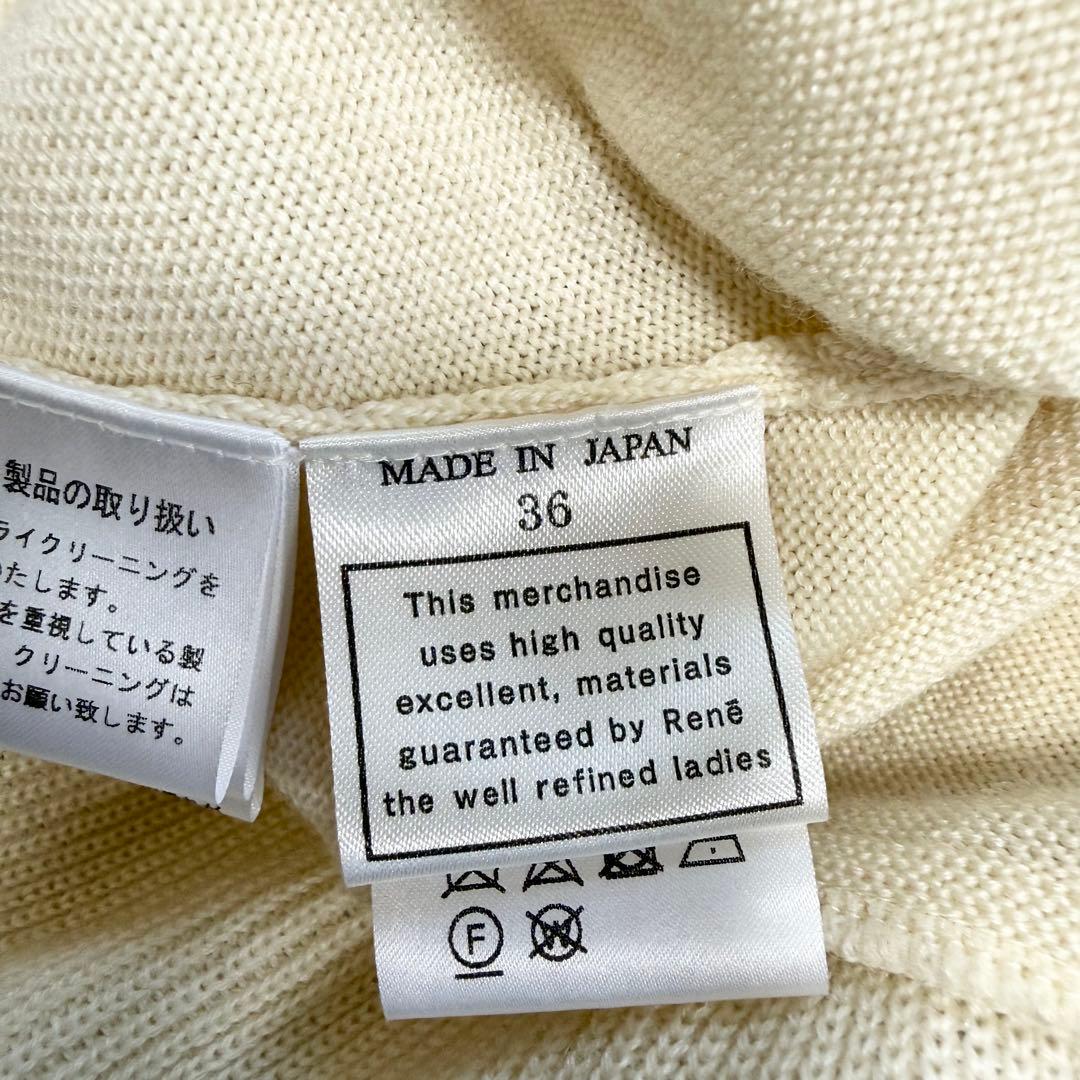 製品の取り扱い
ライクリーニングを
いたします。
を重視している製
クリーニングは
お願い致します。
MADE IN JAPAN
36
This merchandise
uses high quality
excellent, materials
guaranteed by Renē
the well refined ladies
F
W